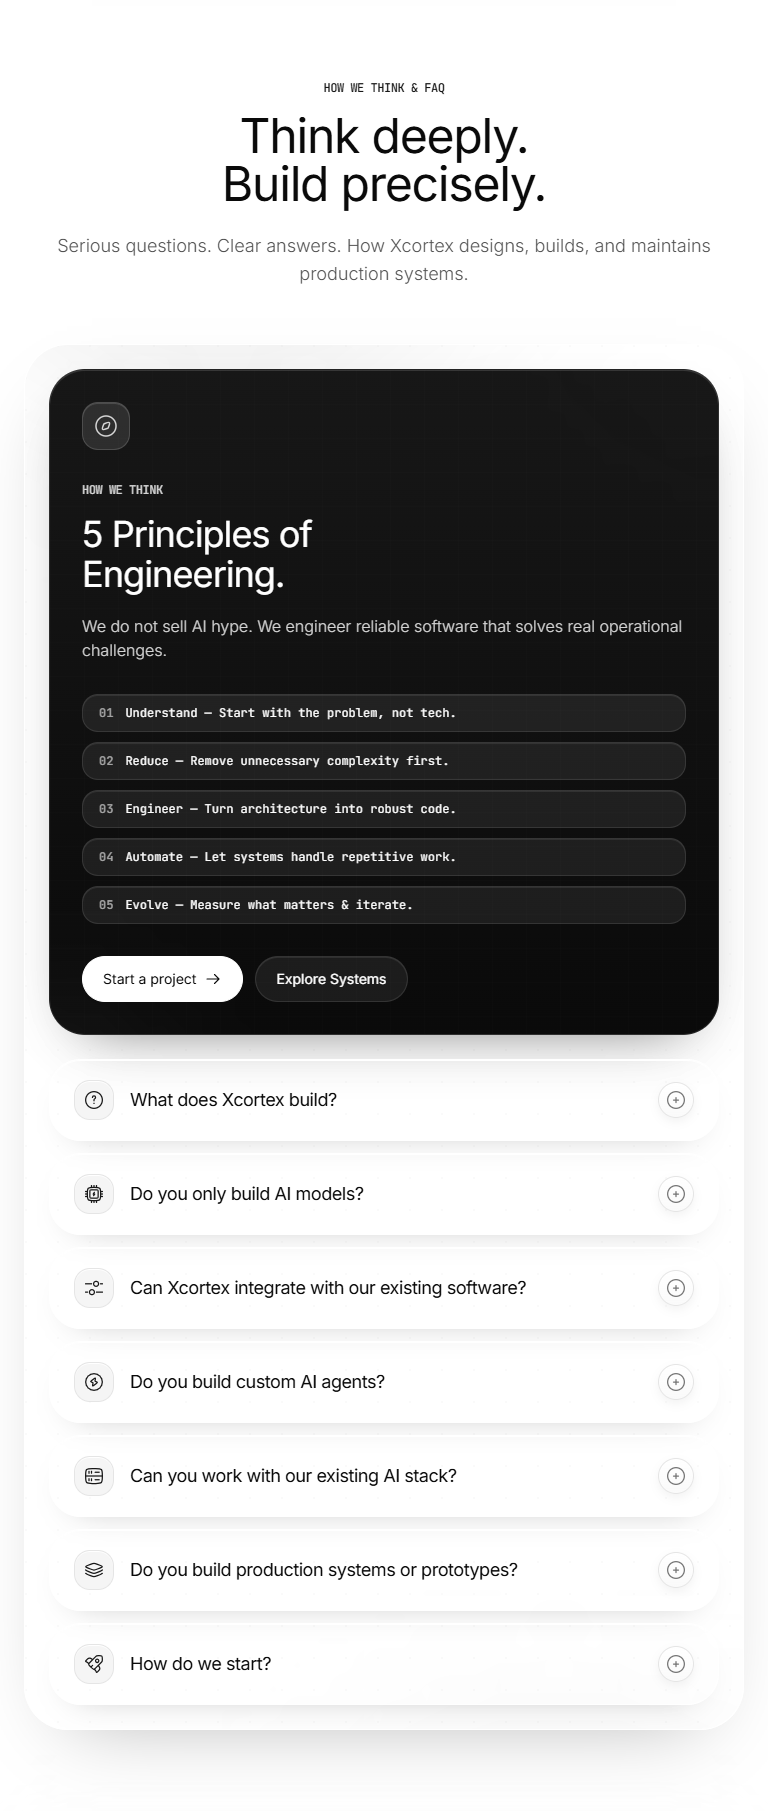 HOW WE THINK & FAQ
Think deeply.
Build precisely.
Serious questions. Clear answers. How Xcortex designs, builds, and maintains
production systems.
HOW WE THINK
5 Principles of
Engineering.
We do not sell AI hype. We engineer reliable software that solves real operational
challenges.
01 Understand — Start with the problem, not tech.
02 Reduce — Remove unnecessary complexity first.
03 Engineer — Turn architecture into robust code.
04 Automate — Let systems handle repetitive work.
05 Evolve — Measure what matters & iterate.
Start a project →
Explore Systems
What does Xcortex build?
Do you only build AI models?
Can Xcortex integrate with our existing software?
Do you build custom AI agents?
Can you work with our existing AI stack?
Do you build production systems or prototypes?
How do we start?